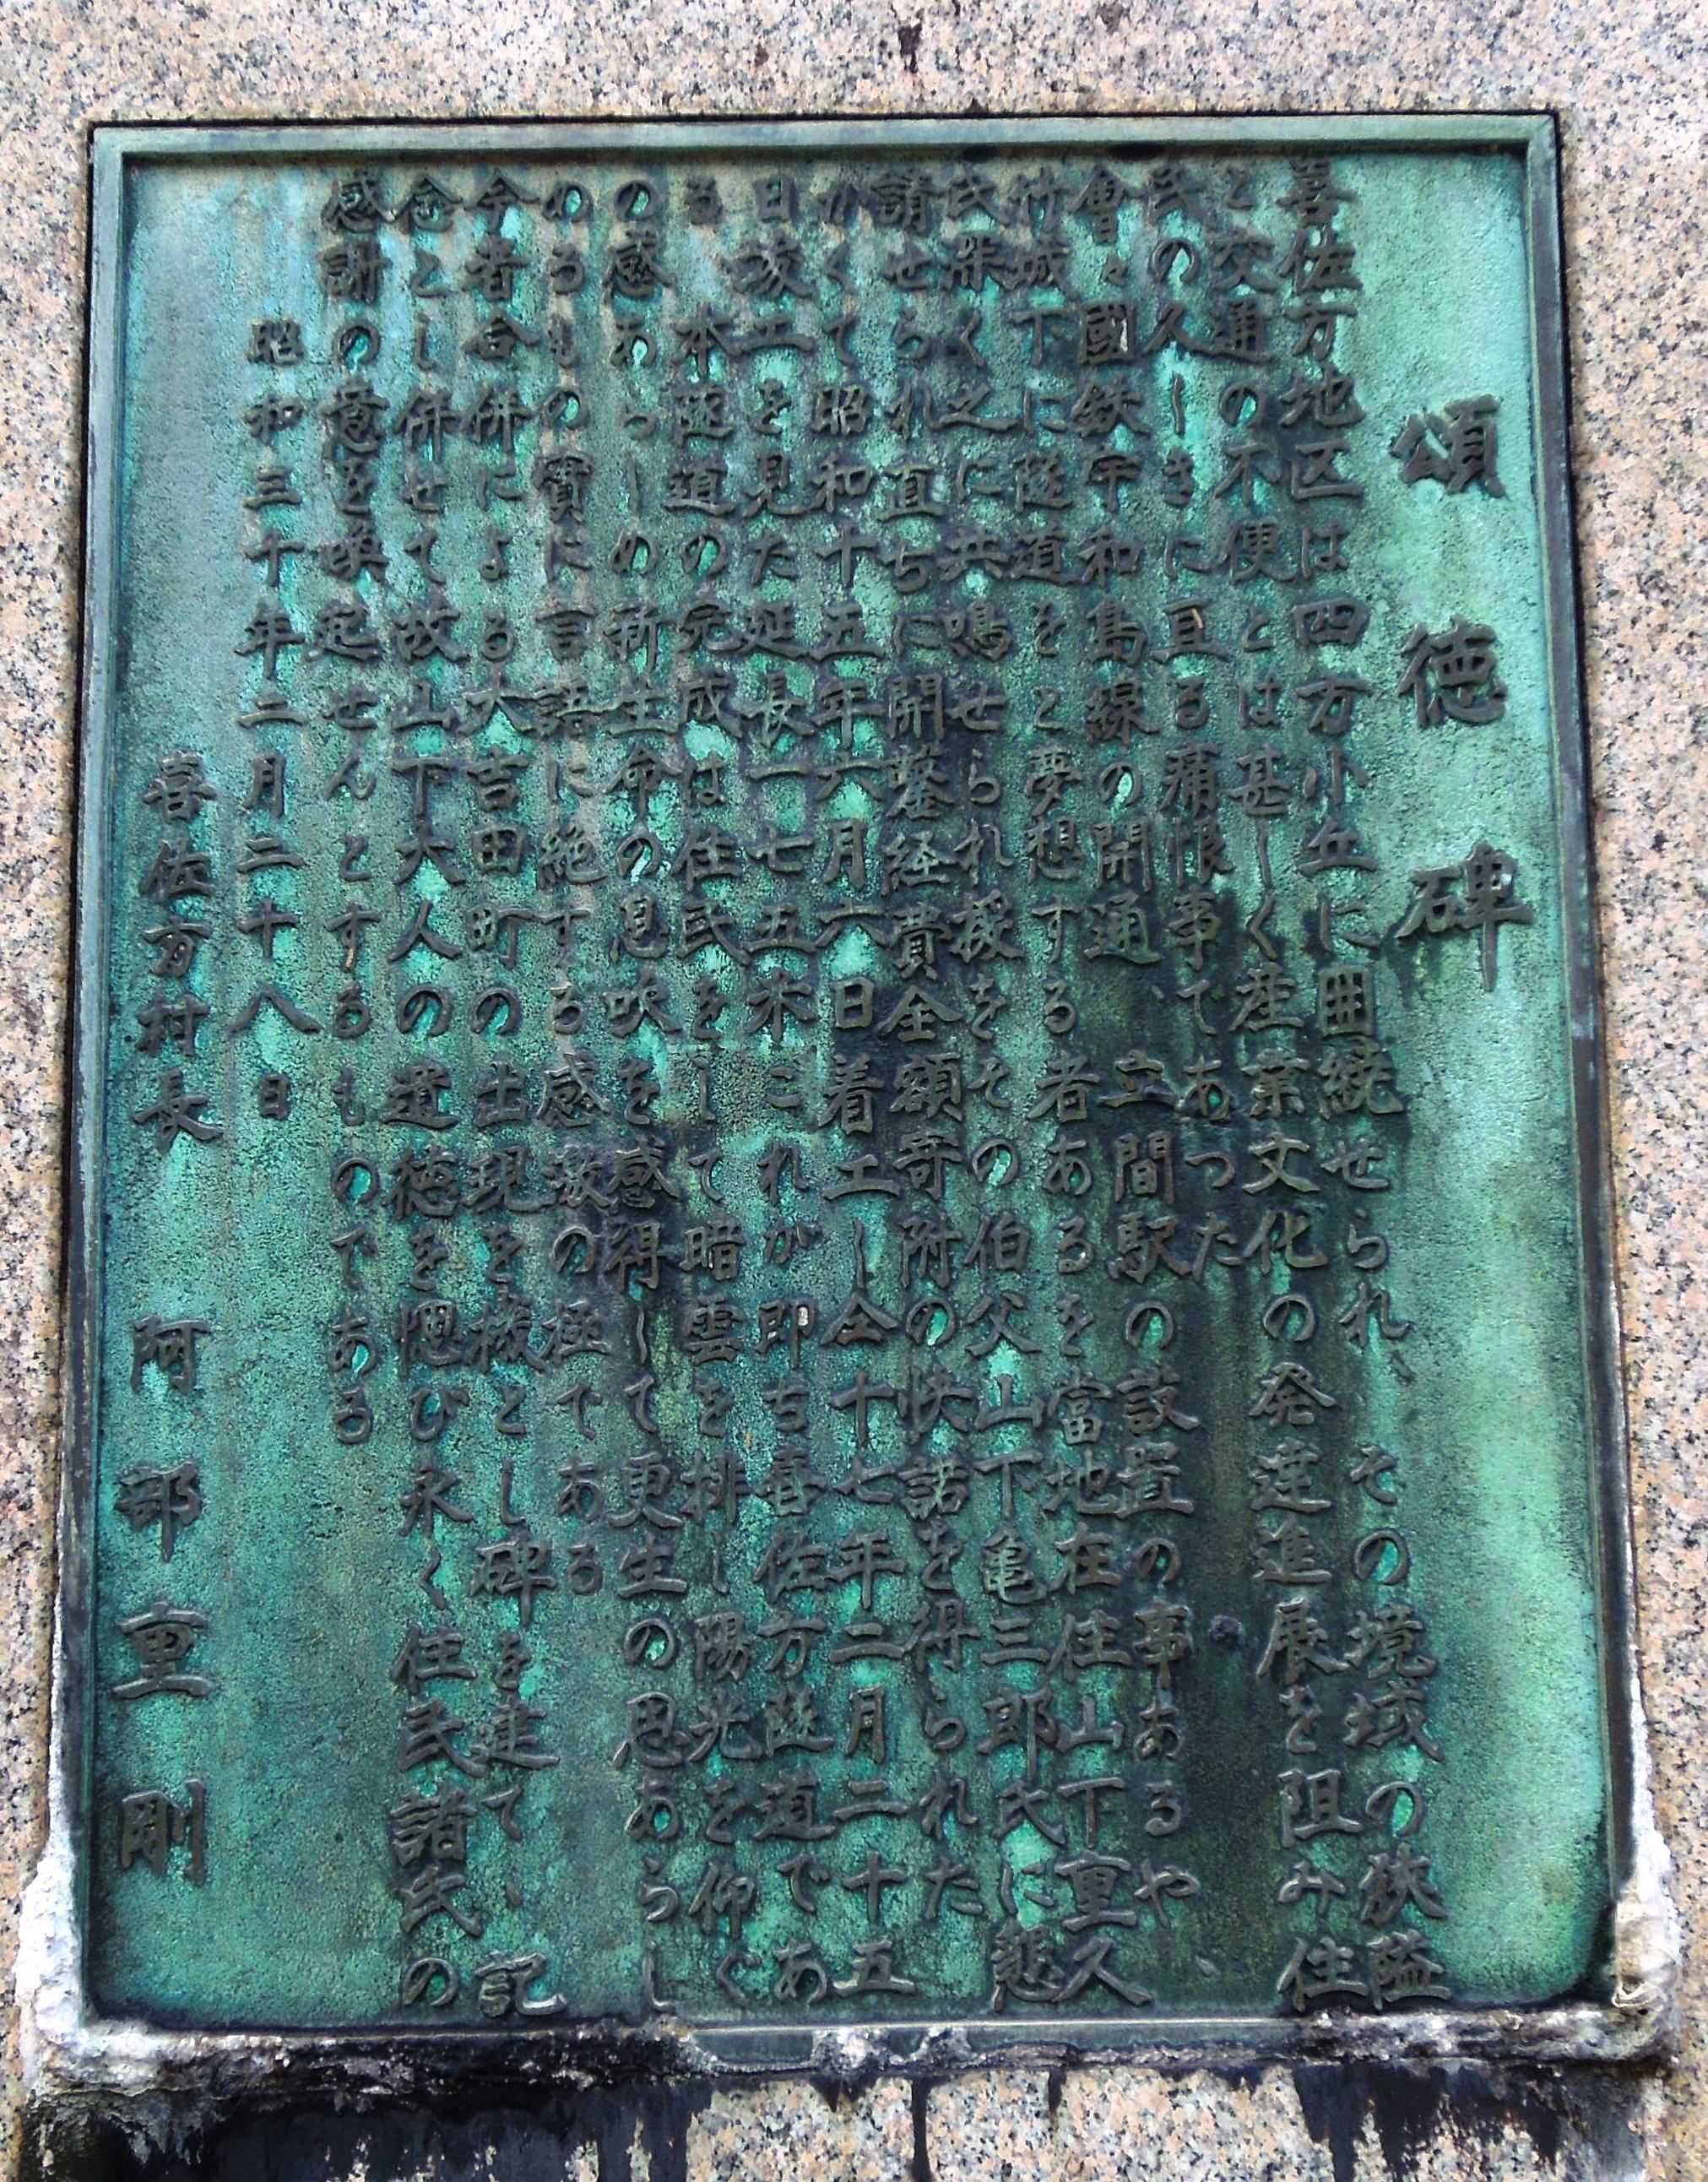 頌徳碑
喜佐方地区は四方小丘に囲繞せられ、その境域の狭隘
と交通の不便とは甚しく産業文化の発達進展を阻み住
民の久しきに亘る痛恨事であった
會々國鉄宇和島線の開通、立間駅の設置の事あるや、
竹城下に隧道をと夢想する者あるを富地在住山下重久
氏深く之に共鳴せられ援をその伯父山下亀三郎氏に懇
請せられ直ちに開鑿経費全額寄附の快諾を得られた
かくて昭和十五年六月六日着工し全十七年二月二十五
日竣工を見た延長一七五米これが即ち喜佐方隧道であ
る 本隧道の完成は住民をして暗雲を排し陽光を仰ぐ
の感あらしめ新生命の息吹を感得して更生の思あらし
めるもの實に言語に絶する感激の極である
今者合併による大吉田町の出現を機とし碑を建て、記
念とし併せて故山下大人の遺徳を偲び永く住民諸氏の
感謝の意を喚起せんとするものである
昭和三十年二月二十八日
喜佐方村長 阿部重剛